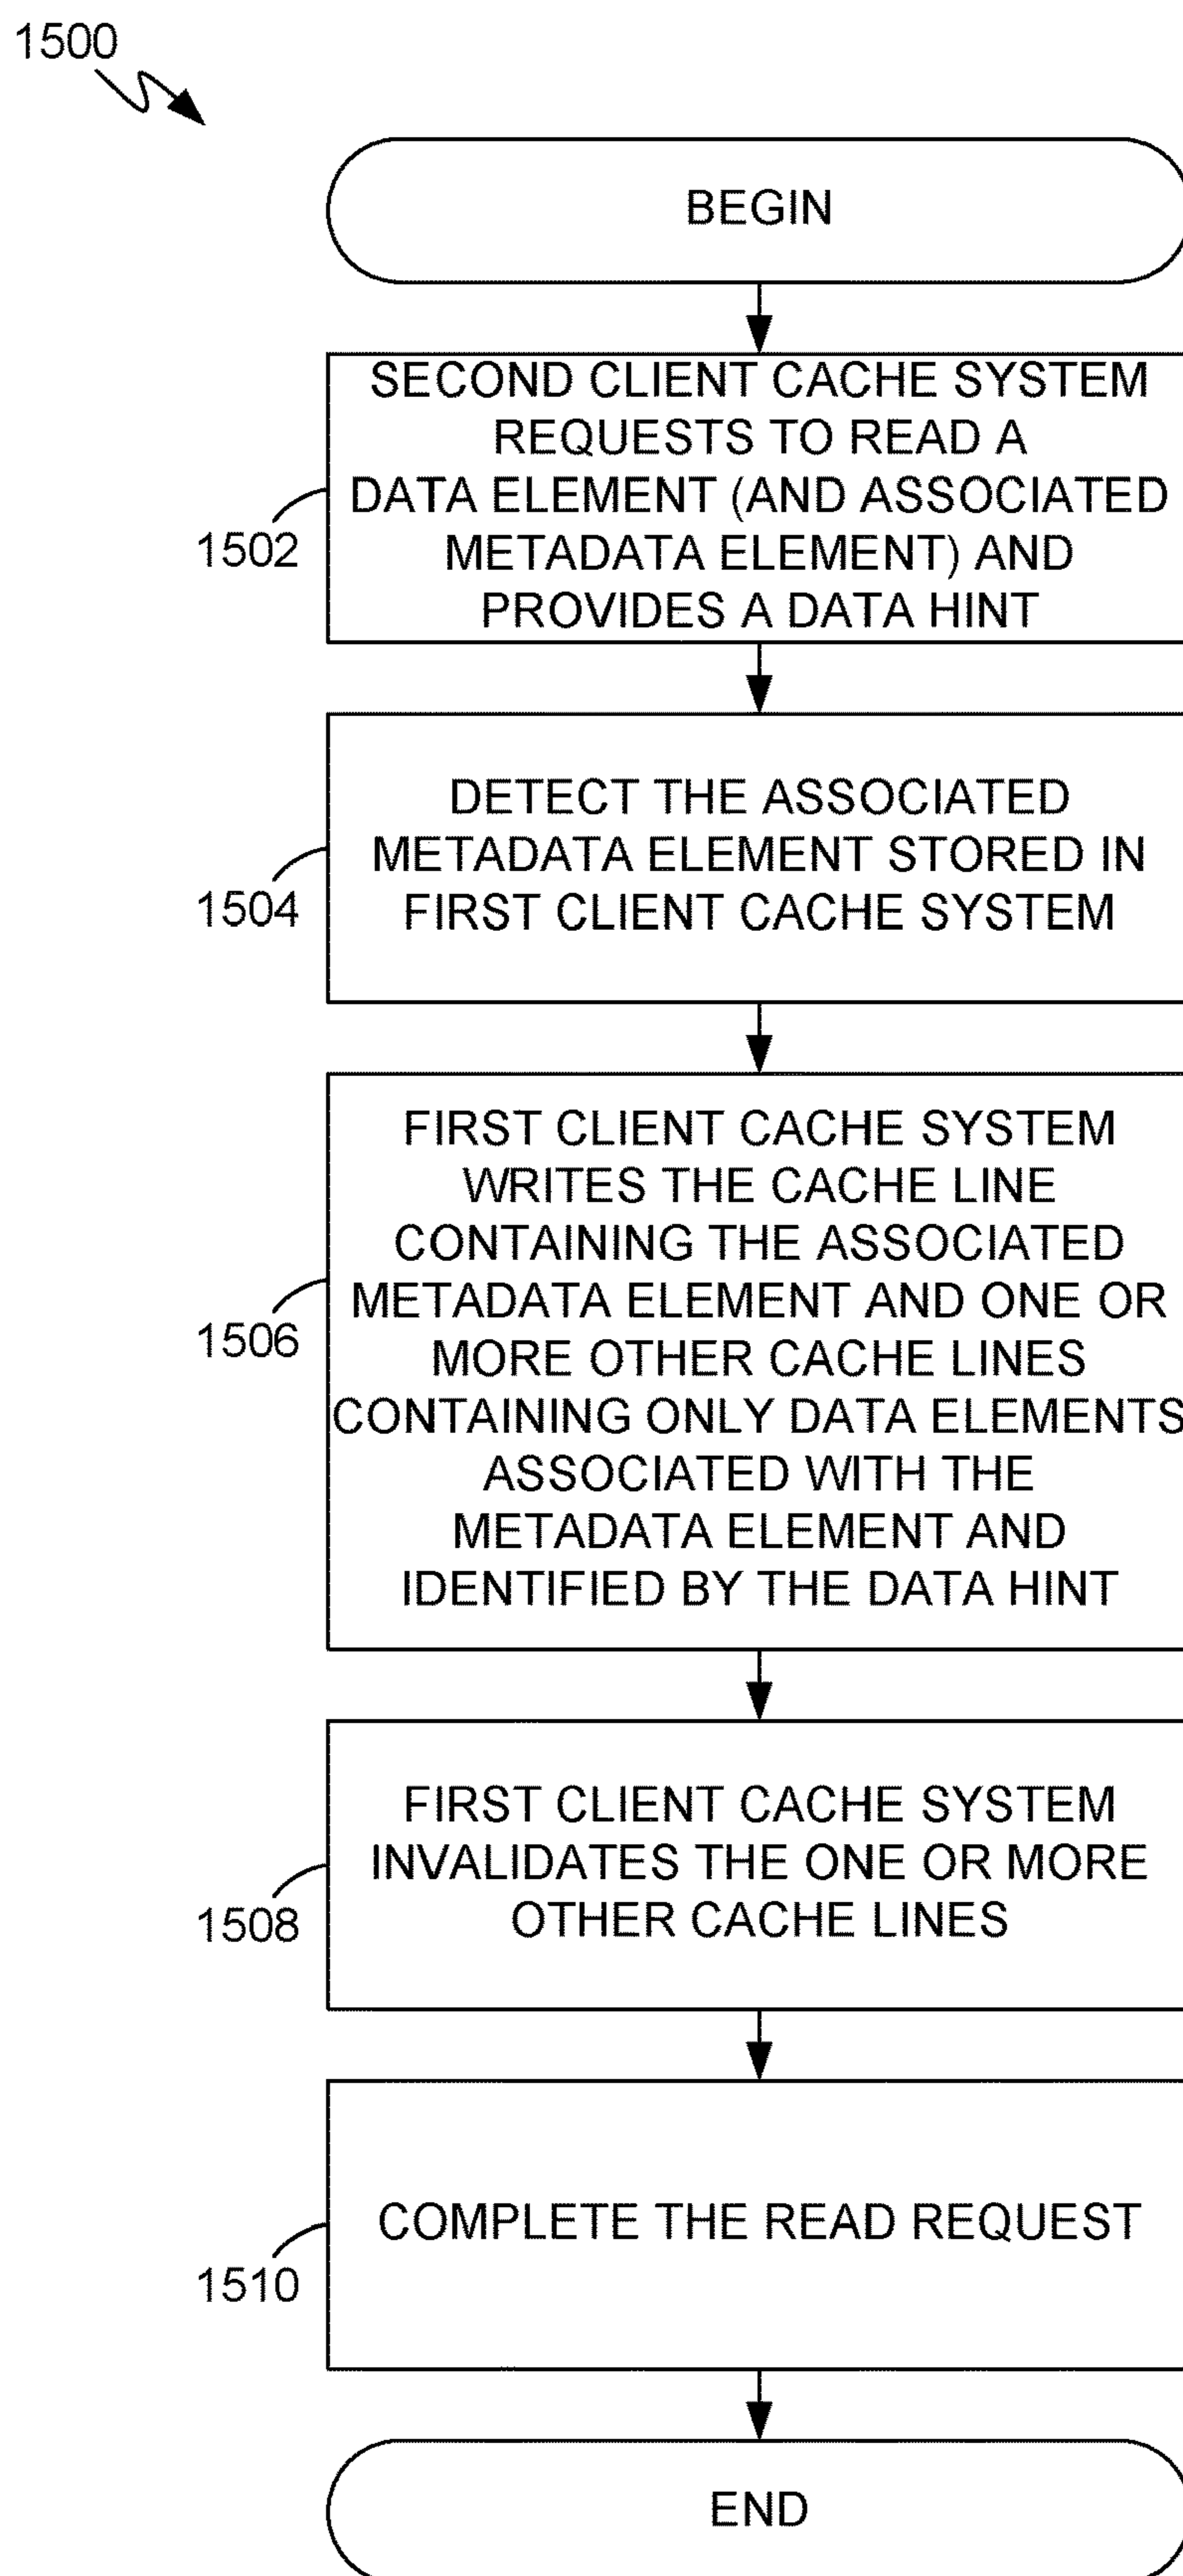 1500
BEGIN
SECOND CLIENT CACHE SYSTEM
REQUESTS TO READ A
DATA ELEMENT (AND ASSOCIATED
METADATA ELEMENT) AND
PROVIDES A DATA HINT
1502
DETECT THE ASSOCIATED
METADATA ELEMENT STORED IN
FIRST CLIENT CACHE SYSTEM
1504
FIRST CLIENT CACHE SYSTEM
WRITES THE CACHE LINE
CONTAINING THE ASSOCIATED
METADATA ELEMENT AND ONE OR
MORE OTHER CACHE LINES
CONTAINING ONLY DATA ELEMENTS
ASSOCIATED WITH THE
METADATA ELEMENT AND
IDENTIFIED BY THE DATA HINT
1506
FIRST CLIENT CACHE SYSTEM
INVALIDATES THE ONE OR MORE
OTHER CACHE LINES
1508
COMPLETE THE READ REQUEST
1510
END